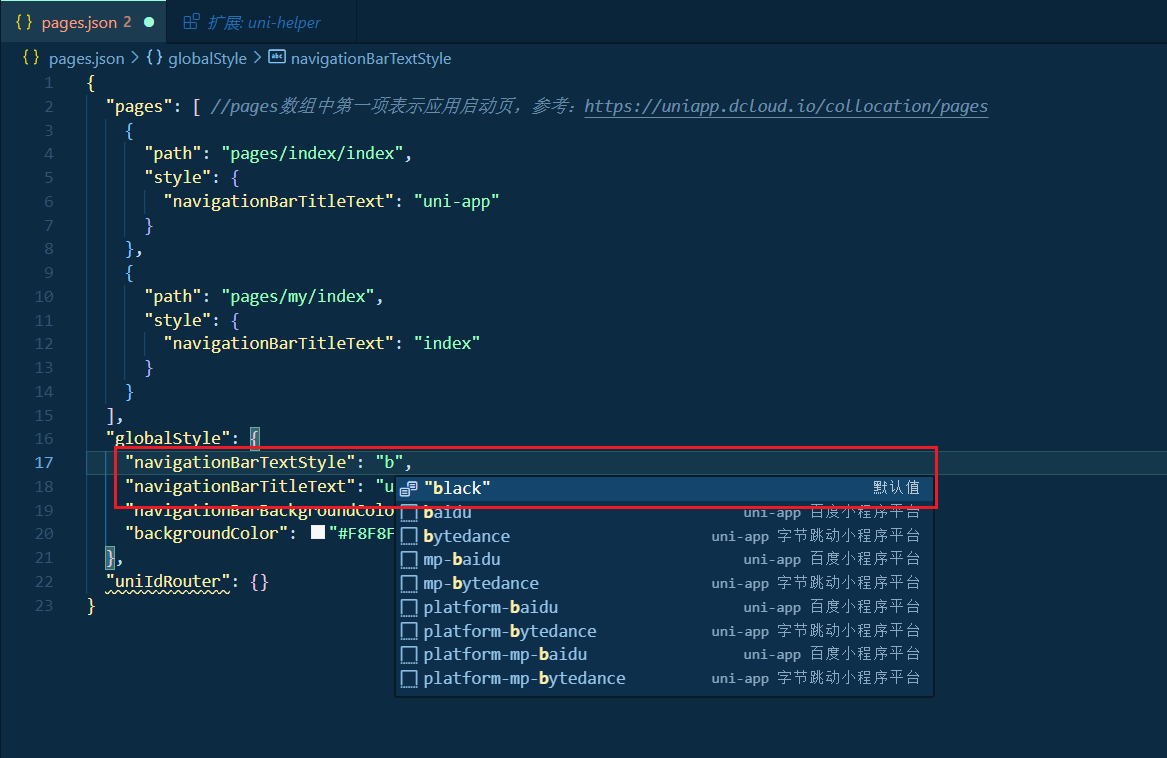 {} pages.json 2 ● 扩展: uni-helper
{} pages.json > {} globalStyle > abc navigationBarTextStyle
1 {
2 "pages": [ //pages数组中第一项表示应用启动页，参考：https://uniapp.dcloud.io/collocation/pages
3 {
4 "path": "pages/index/index",
5 "style": {
6 "navigationBarTitleText": "uni-app"
7 }
8 },
9 {
10 "path": "pages/my/index",
11 "style": {
12 "navigationBarTitleText": "index"
13 }
14 }
15 ],
16 "globalStyle": {
17 "navigationBarTextStyle": "b",
18 "navigationBarTitleText": "u
"black" 默认值
19 "navigationBarBackgroundColo
baidu uni-app 百度小程序平台
20 "backgroundColor": "#F8F8F
bytedance uni-app 字节跳动小程序平台
21 },
mp-baidu uni-app 百度小程序平台
22 "uniIdRouter": {}
mp-bytedance uni-app 字节跳动小程序平台
23 }
platform-baidu uni-app 百度小程序平台
platform-bytedance uni-app 字节跳动小程序平台
platform-mp-baidu uni-app 百度小程序平台
platform-mp-bytedance uni-app 字节跳动小程序平台